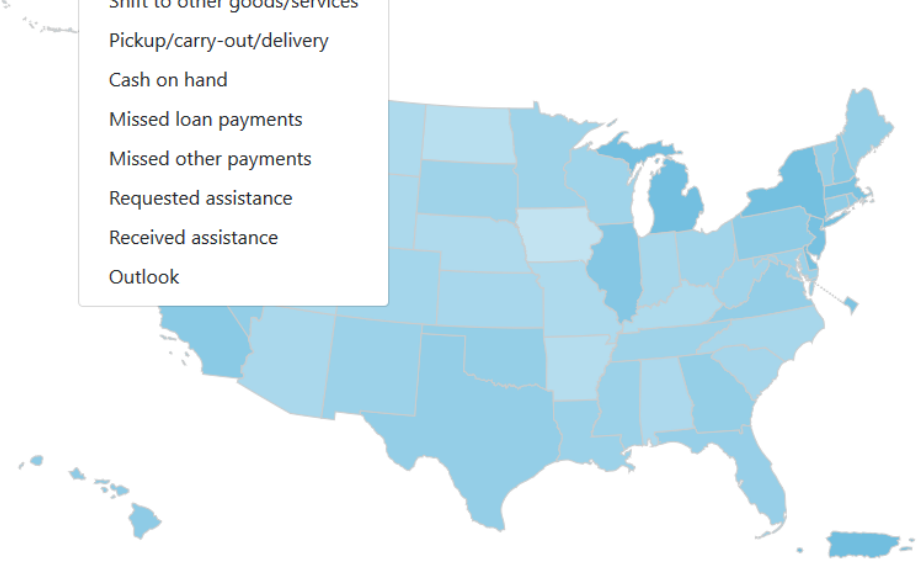 Shift to other goods/services
Pickup/carry-out/delivery
Cash on hand
Missed loan payments
Missed other payments
Requested assistance
Received assistance
Outlook